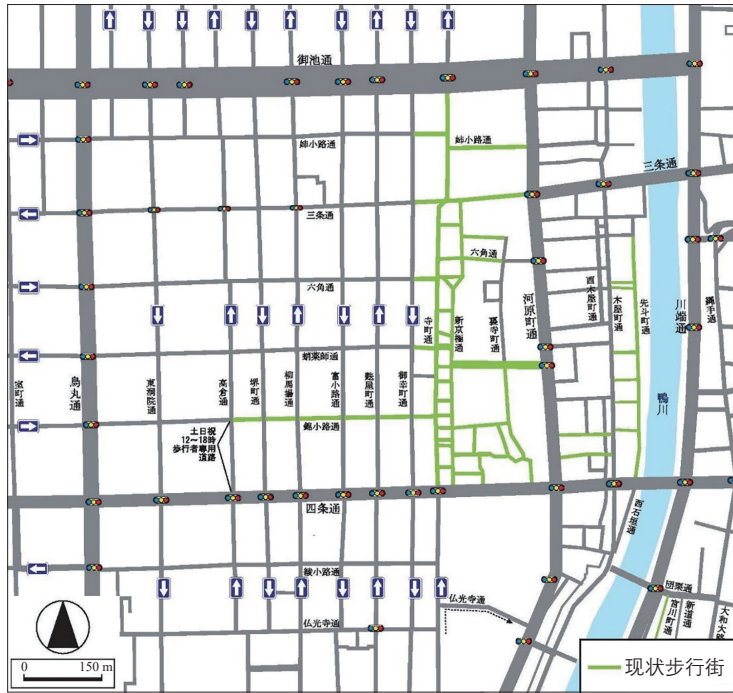 御池通
姉小路通
姉小路通
三条通
三条通
六角通
六角通
西木屋町通
木屋町通
先斗町通
川端通
縄手通
寺町通
新京極通
裏寺町通
河原町通
蛸薬師通
室町通
烏丸通
東洞院通
高倉通
堺町通
柳馬場通
富小路通
麩屋町通
御幸町通
鴨川
土日祝
12〜18時
歩行者専用
道路
錦小路通
四条通
西石垣通
綾小路通
団栗通
仏光寺通
仏光寺通
宮川町通
新道通
大和大路
0 150 m
现状步行街